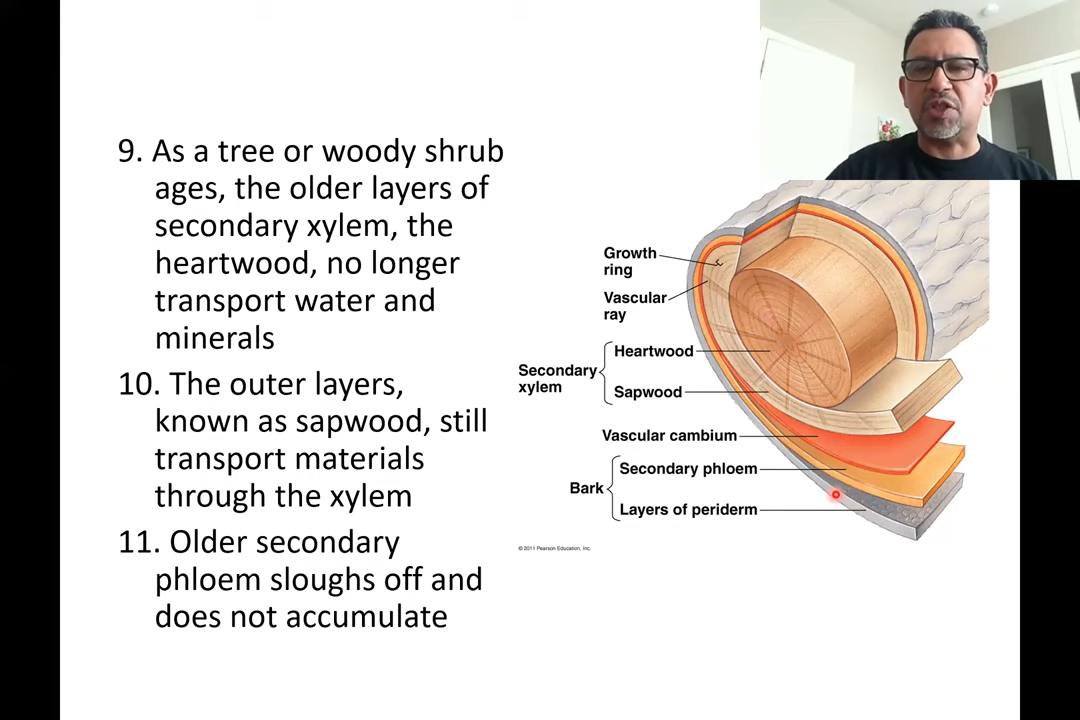 9. As a tree or woody shrub
ages, the older layers of
secondary xylem, the
heartwood, no longer
transport water and
minerals
10. The outer layers,
known as sapwood, still
transport materials
through the xylem
11. Older secondary
phloem sloughs off and
does not accumulate
Growth
ring
Vascular
ray
Secondary
xylem
Heartwood
Sapwood
Vascular cambium
Bark
Secondary phloem
Layers of periderm
© 2011 Pearson Education, Inc.